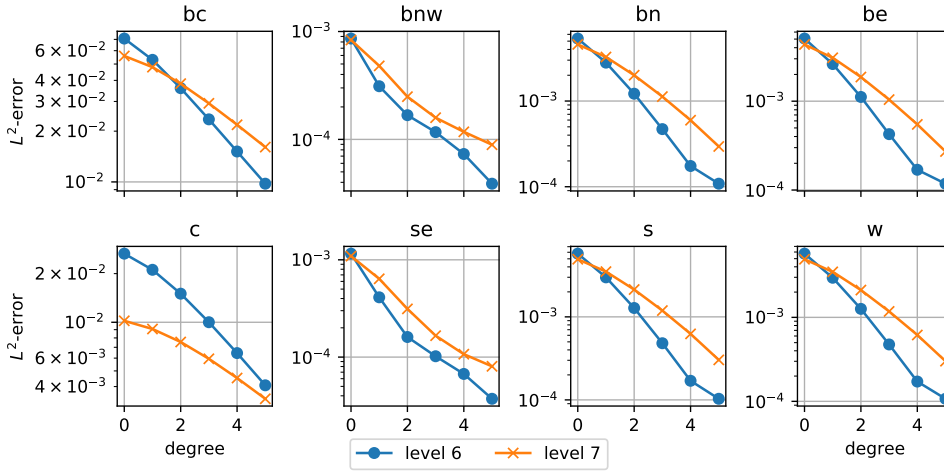 bc bnw bn be
L²-error
6 × 10⁻²
4 × 10⁻²
3 × 10⁻²
2 × 10⁻²
10⁻²
10⁻³
10⁻⁴
10⁻³
10⁻⁴
10⁻³
10⁻⁴
c se s w
L²-error
2 × 10⁻²
10⁻²
6 × 10⁻³
4 × 10⁻³
10⁻³
10⁻⁴
10⁻³
10⁻⁴
10⁻³
10⁻⁴
0 2 4 0 2 4 0 2 4 0 2 4
degree degree
level 6 level 7